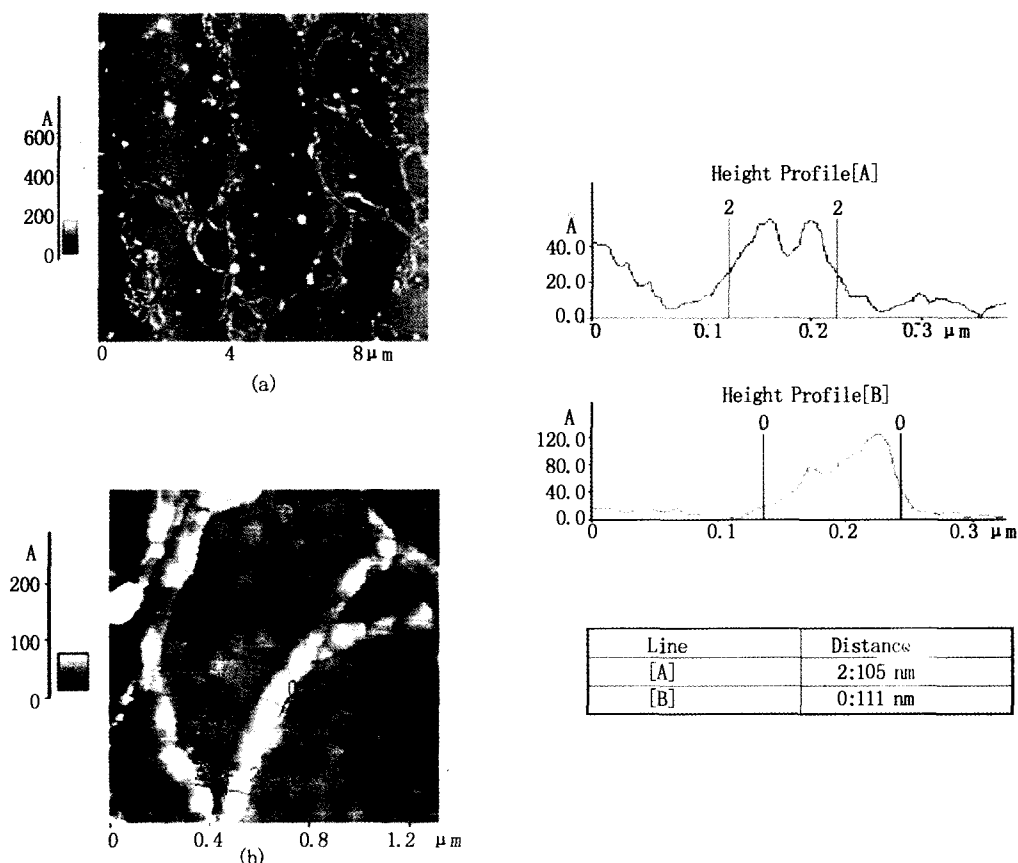 A
600
400
200
0
0 4 8 μm
(a)
A
200
100
0
0 0.4 0.8 1.2 μm
(b)
Height Profile[A]
2 2
A
40.0
20.0
0.0
0 0.1 0.2 0.3 μm
Height Profile[B]
0 0
A
120.0
80.0
40.0
0.0
0 0.1 0.2 0.3 μm
Line Distance
[A] 2:105 nm
[B] 0:111 nm